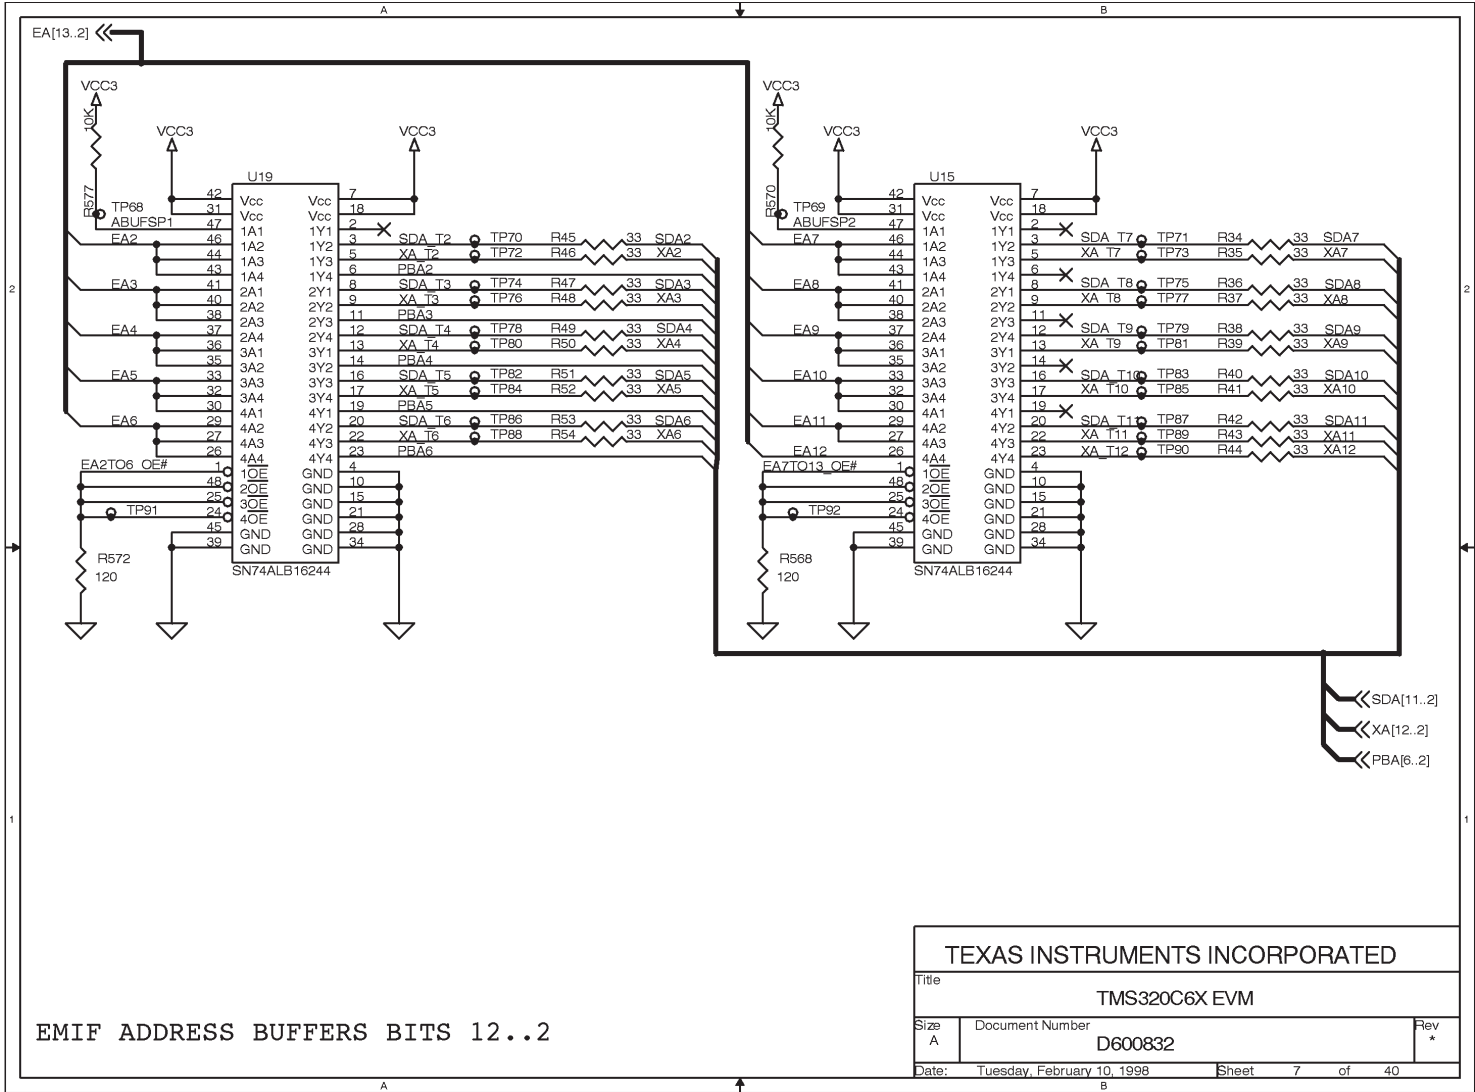 A B
EA[13..2]
VCC3 VCC3
10K 10K
VCC3 VCC3 VCC3 VCC3
R577 R570
U19 U15
TP68 TP69
ABUFSP1 ABUFSP2
42 Vcc Vcc 7
31 Vcc Vcc 18
47 1A1 1Y1 2
EA2 46 1A2 1Y2 3 SDA_T2 TP70 R45 33 SDA2
44 1A3 1Y3 5 XA_T2 TP72 R46 33 XA2
43 1A4 1Y4 6 PBA2
EA3 41 2A1 2Y1 8 SDA_T3 TP74 R47 33 SDA3
40 2A2 2Y2 9 XA_T3 TP76 R48 33 XA3
38 2A3 2Y3 11 PBA3
EA4 37 2A4 2Y4 12 SDA_T4 TP78 R49 33 SDA4
36 3A1 3Y1 13 XA_T4 TP80 R50 33 XA4
35 3A2 3Y2 14 PBA4
EA5 33 3A3 3Y3 16 SDA_T5 TP82 R51 33 SDA5
32 3A4 3Y4 17 XA_T5 TP84 R52 33 XA5
30 4A1 4Y1 19 PBA5
EA6 29 4A2 4Y2 20 SDA_T6 TP86 R53 33 SDA6
27 4A3 4Y3 22 XA_T6 TP88 R54 33 XA6
26 4A4 4Y4 23 PBA6
EA2TO6_OE# 1 1OE GND 4
48 2OE GND 10
25 3OE GND 15
TP91 24 4OE GND 21
45 GND GND 28
39 GND GND 34
R572
120
SN74ALB16244
42 Vcc Vcc 7
31 Vcc Vcc 18
47 1A1 1Y1 2
EA7 46 1A2 1Y2 3 SDA_T7 TP71 R34 33 SDA7
44 1A3 1Y3 5 XA_T7 TP73 R35 33 XA7
43 1A4 1Y4 6
EA8 41 2A1 2Y1 8 SDA_T8 TP75 R36 33 SDA8
40 2A2 2Y2 9 XA_T8 TP77 R37 33 XA8
38 2A3 2Y3 11
EA9 37 2A4 2Y4 12 SDA_T9 TP79 R38 33 SDA9
36 3A1 3Y1 13 XA_T9 TP81 R39 33 XA9
35 3A2 3Y2 14
EA10 33 3A3 3Y3 16 SDA_T10 TP83 R40 33 SDA10
32 3A4 3Y4 17 XA_T10 TP85 R41 33 XA10
30 4A1 4Y1 19
EA11 29 4A2 4Y2 20 SDA_T11 TP87 R42 33 SDA11
27 4A3 4Y3 22 XA_T11 TP89 R43 33 XA11
EA12 26 4A4 4Y4 23 XA_T12 TP90 R44 33 XA12
EA7TO13_OE# 1 1OE GND 4
48 2OE GND 10
25 3OE GND 15
TP92 24 4OE GND 21
45 GND GND 28
39 GND GND 34
R568
120
SN74ALB16244
2 2
SDA[11..2]
XA[12..2]
PBA[6..2]
1 1
EMIF ADDRESS BUFFERS BITS 12..2
TEXAS INSTRUMENTS INCORPORATED
Title
TMS320C6X EVM
Size Document Number Rev
A D600832 *
Date: Tuesday, February 10, 1998 Sheet 7 of 40
A B